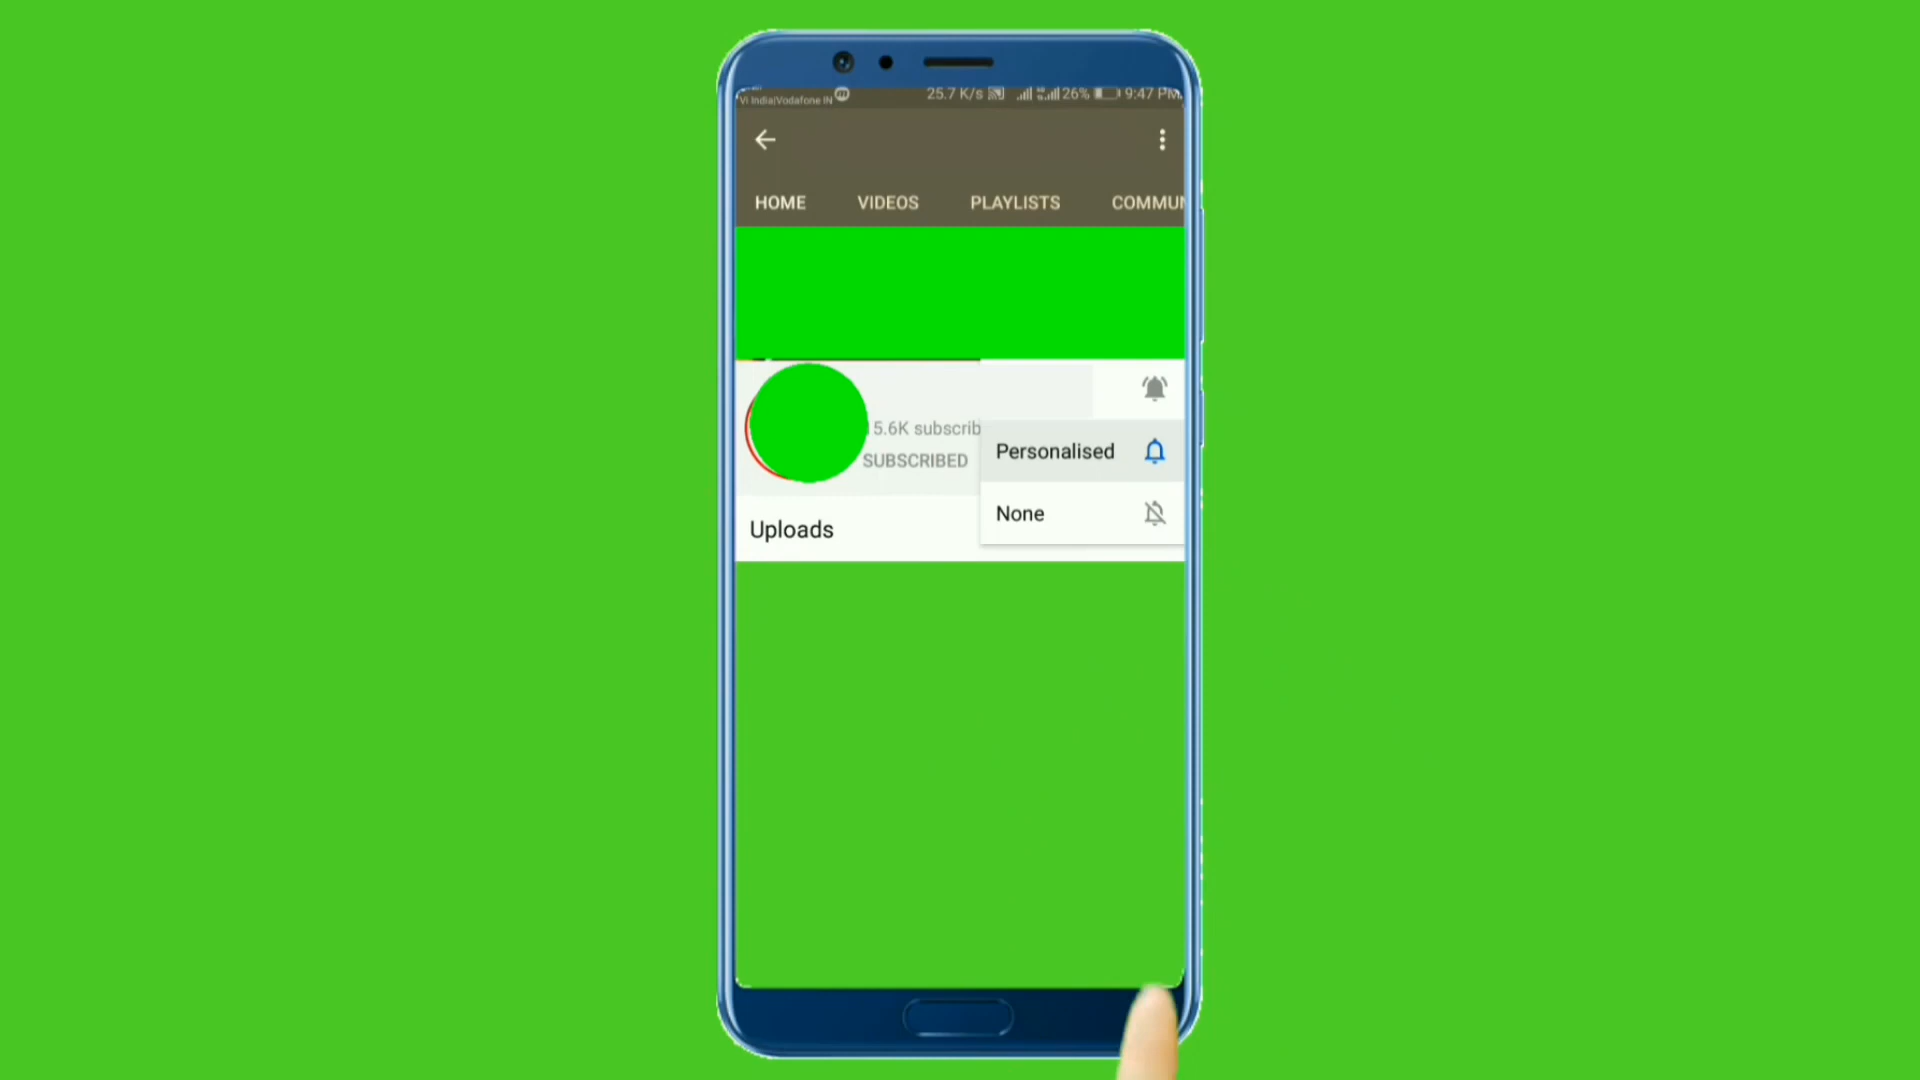 Vi India|Vodafone IN 25.7 K/s 26% 9:47 PM
HOME VIDEOS PLAYLISTS COMMUN
5.6K subscrib
SUBSCRIBED
Personalised
None
Uploads